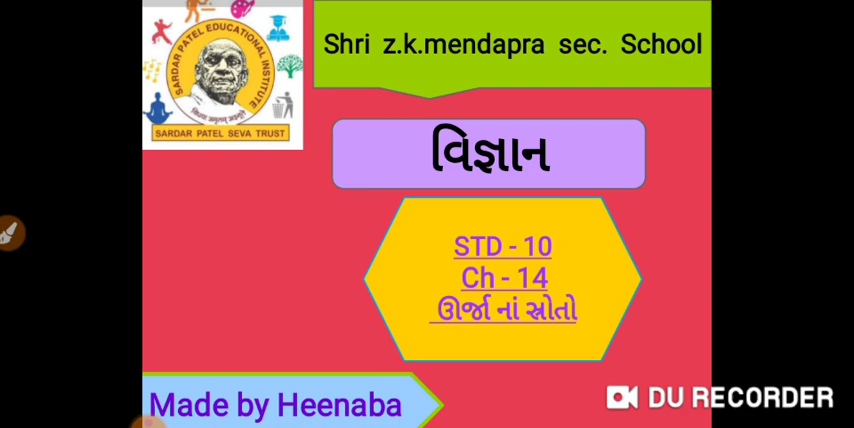 SARDAR PATEL EDUCATIONAL INSTITUTE
SARDAR PATEL SEVA TRUST
Shri z.k.mendapra sec. School
વિજ્ઞાન
STD - 10
Ch - 14
ઊર્જા નાં સ્રોતો
Made by Heenaba
DU RECORDER